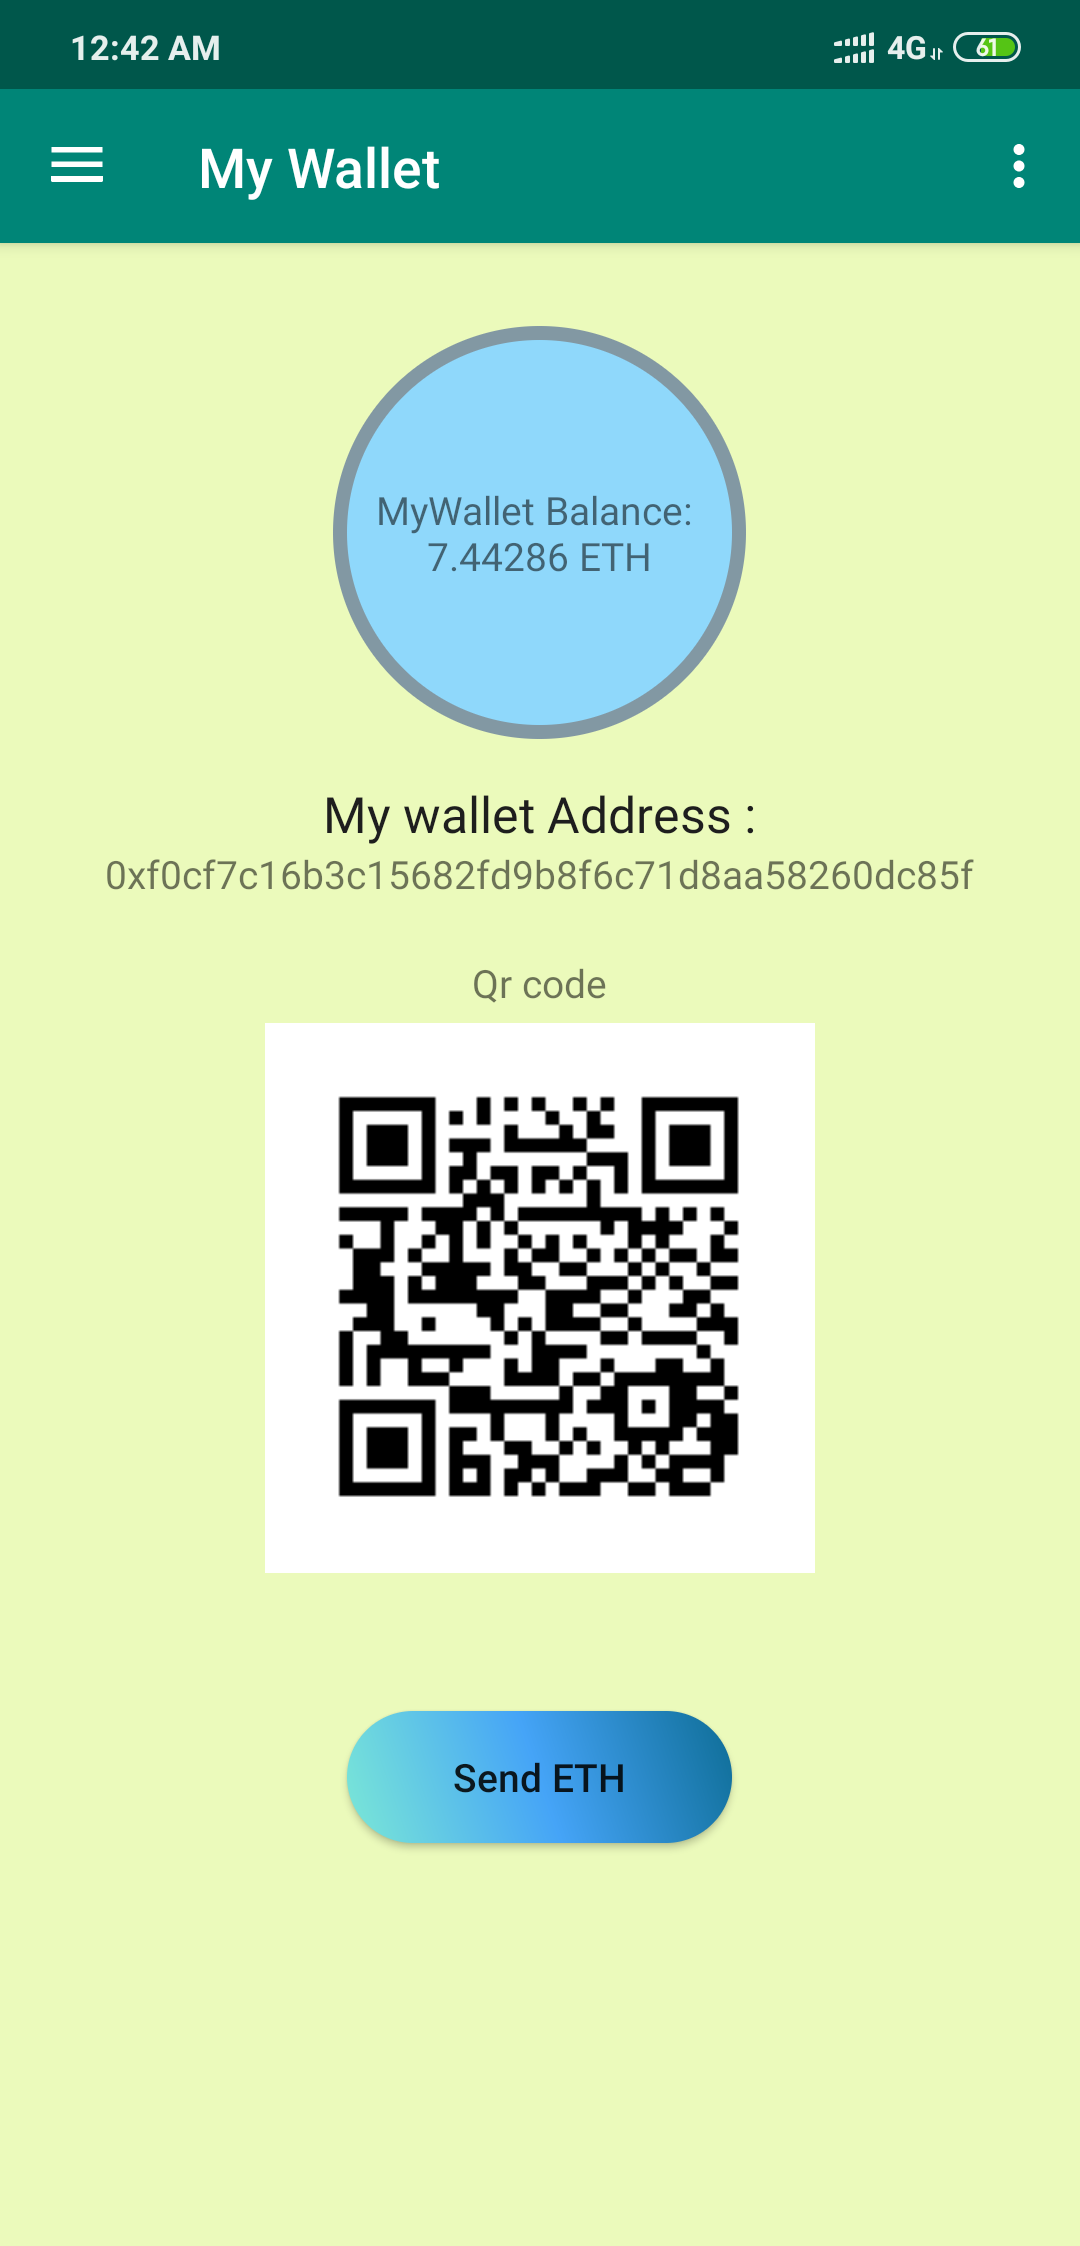 12:42 AM
4G
61
My Wallet
MyWallet Balance:
7.44286 ETH
My wallet Address :
0xf0cf7c16b3c15682fd9b8f6c71d8aa58260dc85f
Qr code
Send ETH